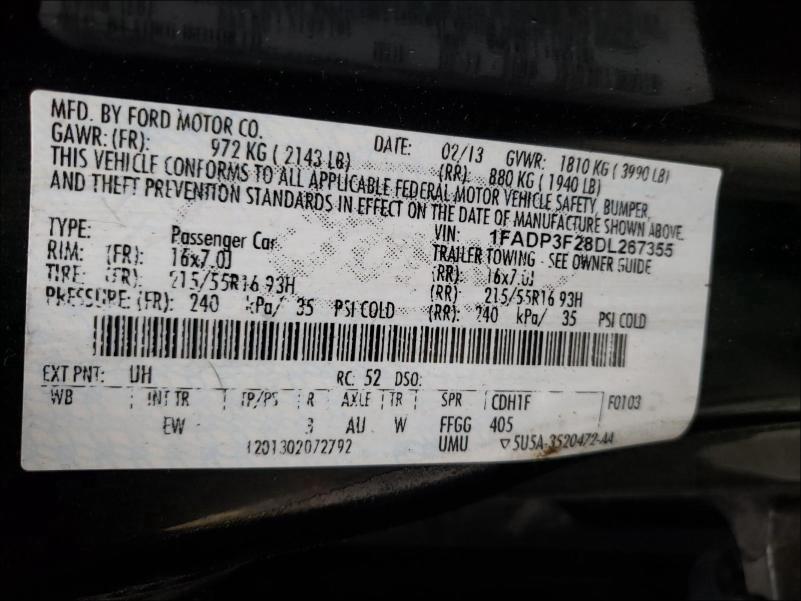 MFD. BY FORD MOTOR CO.
DATE: 02/13 GVWR: 1810 KG ( 3990 LB)
GAWR: (FR): 972 KG ( 2143 LB) (RR): 880 KG ( 1940 LB)
THIS VEHICLE CONFORMS TO ALL APPLICABLE FEDERAL MOTOR VEHICLE SAFETY, BUMPER,
AND THEFT PREVENTION STANDARDS IN EFFECT ON THE DATE OF MANUFACTURE SHOWN ABOVE.
VIN: 1FADP3F28DL267355
TYPE: Passenger Car TRAILER TOWING - SEE OWNER GUIDE
RIM: (FR): 16x7.0J (RR): 16x7.0J
TIRE: (FR): 215/55R16 93H (RR) 215/55R16 93H
PRESSURE: (FR): 240 kPa/ 35 PSI COLD (RR): 240 kPa/ 35 PSI COLD
EXT PNT: UH RC: 52 DSO:
WB INT TR TP/PS R AXLE TR SPR CDH1F F0103
EW AU W FFGG 405
1201302072792 UMU ▽5U5A-3520472-AA